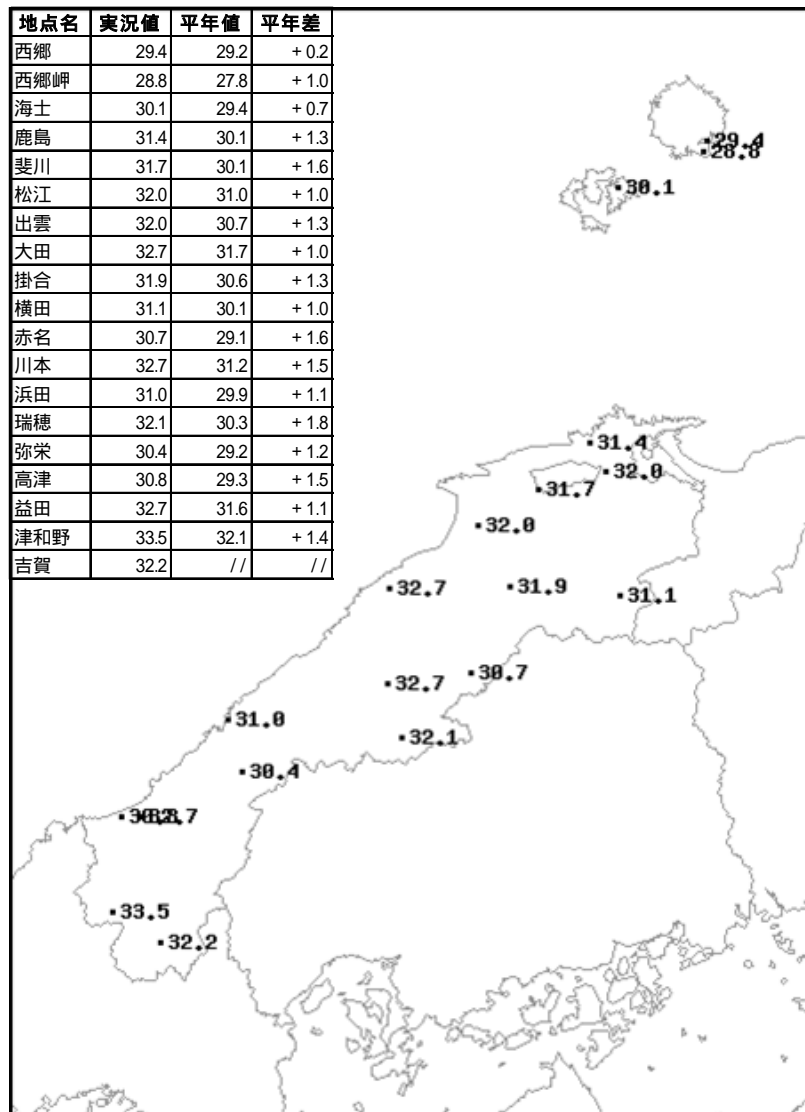 地点名 実況値 平年値 平年差
西郷 29.4 29.2 +0.2
西郷岬 28.8 27.8 +1.0
海士 30.1 29.4 +0.7
鹿島 31.4 30.1 +1.3
斐川 31.7 30.1 +1.6
松江 32.0 31.0 +1.0
出雲 32.0 30.7 +1.3
大田 32.7 31.7 +1.0
掛合 31.9 30.6 +1.3
横田 31.1 30.1 +1.0
赤名 30.7 29.1 +1.6
川本 32.7 31.2 +1.5
浜田 31.0 29.9 +1.1
瑞穂 32.1 30.3 +1.8
弥栄 30.4 29.2 +1.2
高津 30.8 29.3 +1.5
益田 32.7 31.6 +1.1
津和野 33.5 32.1 +1.4
吉賀 32.2 // //
29.4
28.8
30.1
31.4
32.0
31.7
32.0
32.7
31.9
31.1
30.7
32.7
31.0
32.1
30.4
33.5
32.2